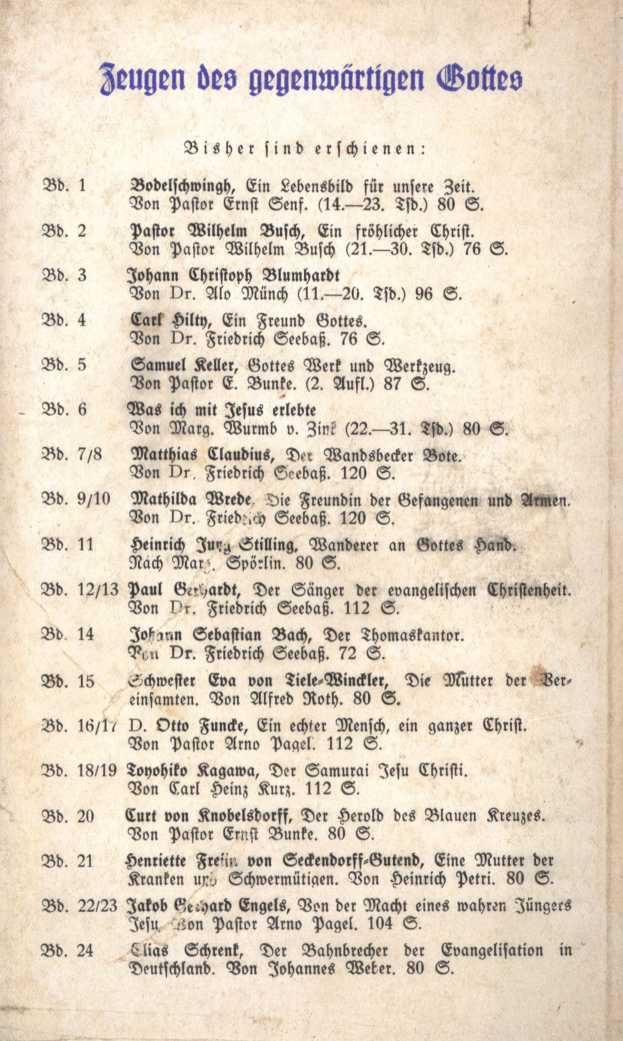 Zeugen des gegenwärtigen Gottes
Bisher sind erschienen:
Bd. 1 Bodelschwingh, Ein Lebensbild für unsere Zeit.
Von Pastor Ernst Senf. (14.—23. Tsd.) 80 S.
Bd. 2 Pastor Wilhelm Busch, Ein fröhlicher Christ.
Von Pastor Wilhelm Busch (21.—30. Tsd.) 76 S.
Bd. 3 Johann Christoph Blumhardt
Von Dr. Alo Münch (11.—20. Tsd.) 96 S.
Bd. 4 Carl Hilty, Ein Freund Gottes.
Von Dr. Friedrich Seebaß. 76 S.
Bd. 5 Samuel Keller, Gottes Werk und Werkzeug.
Von Pastor E. Bunke. (2. Aufl.) 87 S.
Bd. 6 Was ich mit Jesus erlebte
Von Marg. Wurmb v. Zink (22.—31. Tsd.) 80 S.
Bd. 7/8 Matthias Claudius, Der Wandsbecker Bote.
Von Dr. Friedrich Seebaß. 120 S.
Bd. 9/10 Mathilda Wrede, Die Freundin der Gefangenen und Armen.
Von Dr. Friedrich Seebaß. 120 S.
Bd. 11 Heinrich Jung-Stilling, Wanderer an Gottes Hand.
Nach Marg. Spörlin. 80 S.
Bd. 12/13 Paul Gerhardt, Der Sänger der evangelischen Christenheit.
Von Dr. Friedrich Seebaß. 112 S.
Bd. 14 Johann Sebastian Bach, Der Thomaskantor.
Von Dr. Friedrich Seebaß. 72 S.
Bd. 15 Schwester Eva von Tiele-Winckler, Die Mutter der Ver-
einsamten. Von Alfred Roth. 80 S.
Bd. 16/17 D. Otto Funcke, Ein echter Mensch, ein ganzer Christ.
Von Pastor Arno Pagel. 112 S.
Bd. 18/19 Toyohiko Kagawa, Der Samurai Jesu Christi.
Von Carl Heinz Kurz. 112 S.
Bd. 20 Curt von Knobelsdorff, Der Herold des Blauen Kreuzes.
Von Pastor Ernst Bunke. 80 S.
Bd. 21 Henriette Freiin von Seckendorff-Gutend, Eine Mutter der
Kranken und Schwermütigen. Von Heinrich Petri. 80 S.
Bd. 22/23 Jakob Gerhard Engels, Von der Macht eines wahren Jüngers
Jesu. Von Pastor Arno Pagel. 104 S.
Bd. 24 Elias Schrenk, Der Bahnbrecher der Evangelisation in
Deutschland. Von Johannes Weber. 80 S.